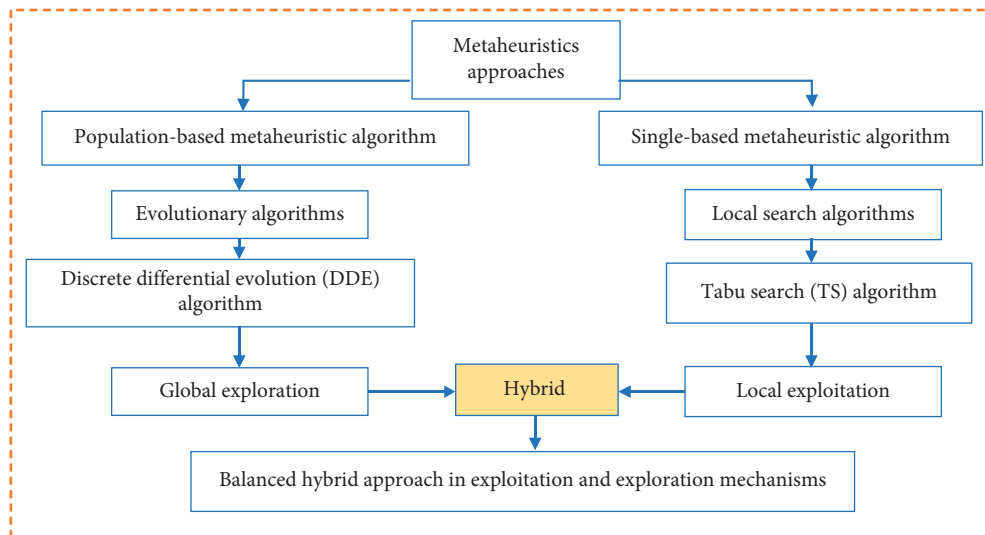 Metaheuristics
approaches
Population-based metaheuristic algorithm
Single-based metaheuristic algorithm
Evolutionary algorithms
Local search algorithms
Discrete differential evolution (DDE)
algorithm
Tabu search (TS) algorithm
Global exploration
Hybrid
Local exploitation
Balanced hybrid approach in exploitation and exploration mechanisms